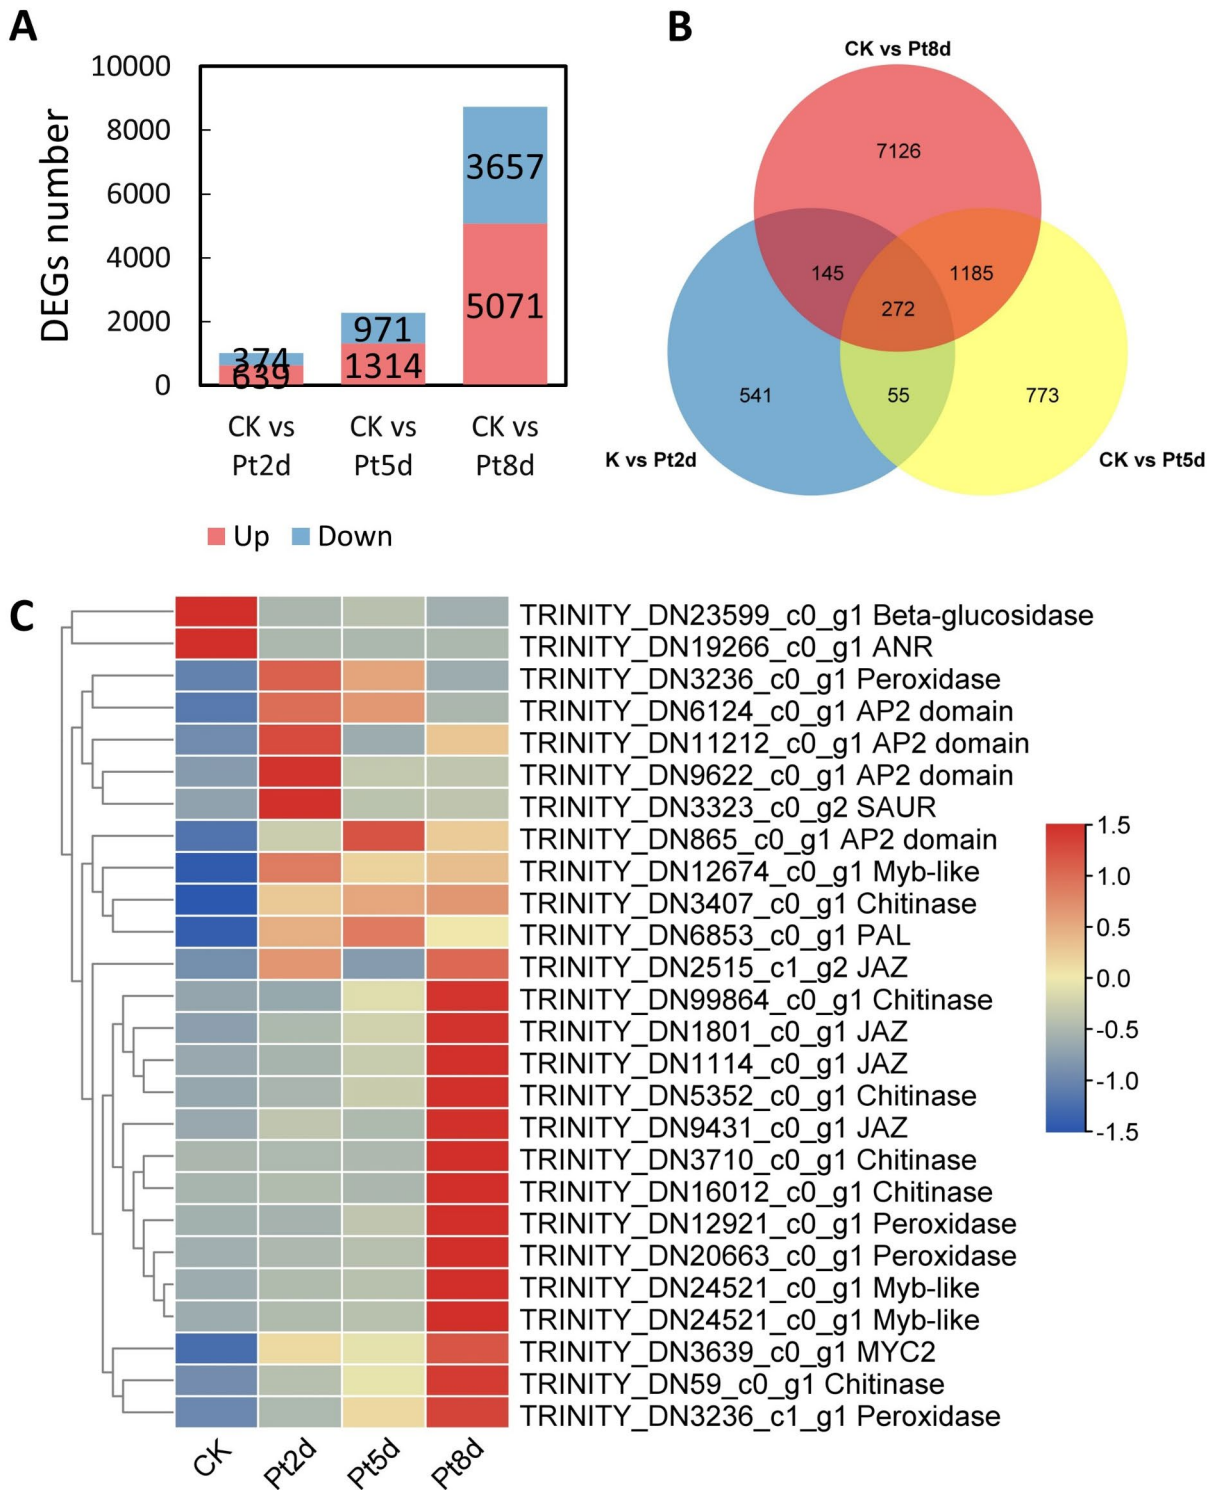 A
DEGs number
10000
8000
6000
4000
2000
0
374
639
971
1314
3657
5071
CK vs
Pt2d
CK vs
Pt5d
CK vs
Pt8d
Up
Down
B
CK vs Pt8d
7126
145
1185
272
541
55
773
K vs Pt2d
CK vs Pt5d
C
TRINITY_DN23599_c0_g1 Beta-glucosidase
TRINITY_DN19266_c0_g1 ANR
TRINITY_DN3236_c0_g1 Peroxidase
TRINITY_DN6124_c0_g1 AP2 domain
TRINITY_DN11212_c0_g1 AP2 domain
TRINITY_DN9622_c0_g1 AP2 domain
TRINITY_DN3323_c0_g2 SAUR
TRINITY_DN865_c0_g1 AP2 domain
TRINITY_DN12674_c0_g1 Myb-like
TRINITY_DN3407_c0_g1 Chitinase
TRINITY_DN6853_c0_g1 PAL
TRINITY_DN2515_c1_g2 JAZ
TRINITY_DN99864_c0_g1 Chitinase
TRINITY_DN1801_c0_g1 JAZ
TRINITY_DN1114_c0_g1 JAZ
TRINITY_DN5352_c0_g1 Chitinase
TRINITY_DN9431_c0_g1 JAZ
TRINITY_DN3710_c0_g1 Chitinase
TRINITY_DN16012_c0_g1 Chitinase
TRINITY_DN12921_c0_g1 Peroxidase
TRINITY_DN20663_c0_g1 Peroxidase
TRINITY_DN24521_c0_g1 Myb-like
TRINITY_DN24521_c0_g1 Myb-like
TRINITY_DN3639_c0_g1 MYC2
TRINITY_DN59_c0_g1 Chitinase
TRINITY_DN3236_c1_g1 Peroxidase
CK
Pt2d
Pt5d
Pt8d
1.5
1.0
0.5
0.0
-0.5
-1.0
-1.5